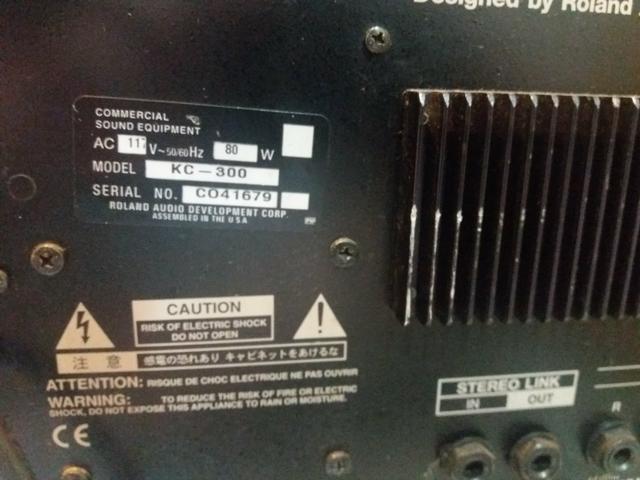 Designed by Roland
COMMERCIAL
SOUND EQUIPMENT
AC 117 V~50/60Hz 80 W
MODEL KC-300
SERIAL NO. CO41679
ROLAND AUDIO DEVELOPMENT CORP.
ASSEMBLED IN THE U S A
CAUTION
RISK OF ELECTRIC SHOCK
DO NOT OPEN
注意 感電の恐れあり キャビネットをあけるな
ATTENTION: RISQUE DE CHOC ELECTRIQUE NE PAS OUVRIR
WARNING: TO REDUCE THE RISK OF FIRE OR ELECTRIC
SHOCK, DO NOT EXPOSE THIS APPLIANCE TO RAIN OR MOISTURE.
CE
STEREO LINK
IN OUT
R